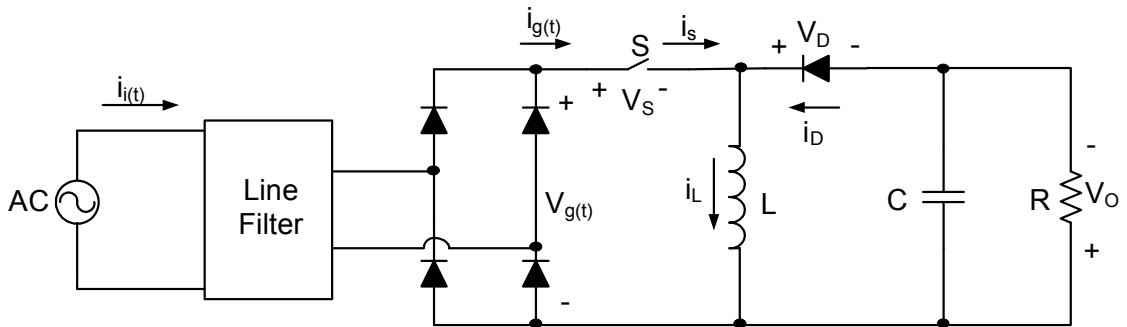 i_g(t)
i_s
S
+ V_D -
+ V_S -
i_i(t)
+
i_D
AC
Line
Filter
V_g(t)
i_L
L
C
R
-
V_O
+
-